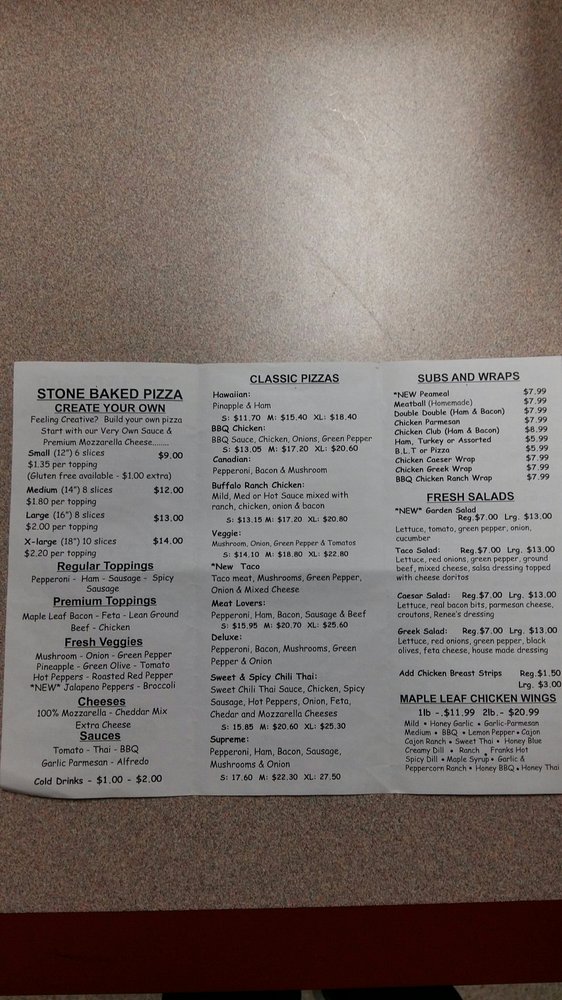 STONE BAKED PIZZA
CREATE YOUR OWN
Feeling Creative? Build your own pizza
Start with our Very Own Sauce &
Premium Mozzarella Cheese.........
Small (12") 6 slices $9.00
$1.35 per topping
(Gluten free available - $1.00 extra)
Medium (14") 8 slices $12.00
$1.80 per topping
Large (16") 8 slices $13.00
$2.00 per topping
X-large (18") 10 slices $14.00
$2.20 per topping
Regular Toppings
Pepperoni - Ham - Sausage - Spicy
Sausage
Premium Toppings
Maple Leaf Bacon - Feta - Lean Ground
Beef - Chicken
Fresh Veggies
Mushroom - Onion - Green Pepper
Pineapple - Green Olive - Tomato
Hot Peppers - Roasted Red Pepper
*NEW* Jalapeno Peppers - Broccoli
Cheeses
100% Mozzarella - Cheddar Mix
Extra Cheese
Sauces
Tomato - Thai - BBQ
Garlic Parmesan - Alfredo
Cold Drinks - $1.00 - $2.00
CLASSIC PIZZAS
Hawaiian:
Pinapple & Ham
S: $11.70 M: $15.40 XL: $18.40
BBQ Chicken:
BBQ Sauce, Chicken, Onions, Green Pepper
S: $13.05 M: $17.20 XL: $20.60
Canadian:
Pepperoni, Bacon & Mushroom
Buffalo Ranch Chicken:
Mild, Med or Hot Sauce mixed with
ranch, chicken, onion & bacon
S: $13.15 M: $17.20 XL: $20.80
Veggie:
Mushroom, Onion, Green Pepper & Tomatos
S: $14.10 M: $18.80 XL: $22.80
*New Taco
Taco meat, Mushrooms, Green Pepper,
Onion & Mixed Cheese
Meat Lovers:
Pepperoni, Ham, Bacon, Sausage & Beef
S: $15.95 M: $20.70 XL: $25.60
Deluxe:
Pepperoni, Bacon, Mushrooms, Green
Pepper & Onion
Sweet & Spicy Chili Thai:
Sweet Chili Thai Sauce, Chicken, Spicy
Sausage, Hot Peppers, Onion, Feta,
Chedar and Mozzarella Cheeses
S: 15.85 M: $20.60 XL: $25.30
Supreme:
Pepperoni, Ham, Bacon, Sausage,
Mushrooms & Onion
S: 17.60 M: $22.30 XL: 27.50
SUBS AND WRAPS
*NEW Peameal $7.99
Meatball (Homemade) $7.99
Double Double (Ham & Bacon) $7.99
Chicken Parmesan $7.99
Chicken Club (Ham & Bacon) $8.99
Ham, Turkey or Assorted $5.99
B.L.T or Pizza $5.99
Chicken Caeser Wrap $7.99
Chicken Greek Wrap $7.99
BBQ Chicken Ranch Wrap $7.99
FRESH SALADS
*NEW* Garden Salad
Reg.$7.00 Lrg. $13.00
Lettuce, tomato, green pepper, onion,
cucumber
Taco Salad: Reg.$7.00 Lrg. $13.00
Lettuce, red onions, green pepper, ground
beef, mixed cheese, salsa dressing topped
with cheese doritos
Caesar Salad: Reg.$7.00 Lrg. $13.00
Lettuce, real bacon bits, parmesan cheese,
croutons, Renee's dressing
Greek Salad: Reg.$7.00 Lrg. $13.00
Lettuce, red onions, green pepper, black
olives, feta cheese, house made dressing
Add Chicken Breast Strips Reg.$1.50
Lrg. $3.00
MAPLE LEAF CHICKEN WINGS
1lb -.$11.99 2lb.- $20.99
Mild • Honey Garlic • Garlic-Parmesan
Medium • BBQ • Lemon Pepper • Cajon
Cajon Ranch • Sweet Thai • Honey Blue
Creamy Dill • Ranch • Franks Hot
Spicy Dill • Maple Syrup • Garlic &
Peppercorn Ranch • Honey BBQ • Honey Thai